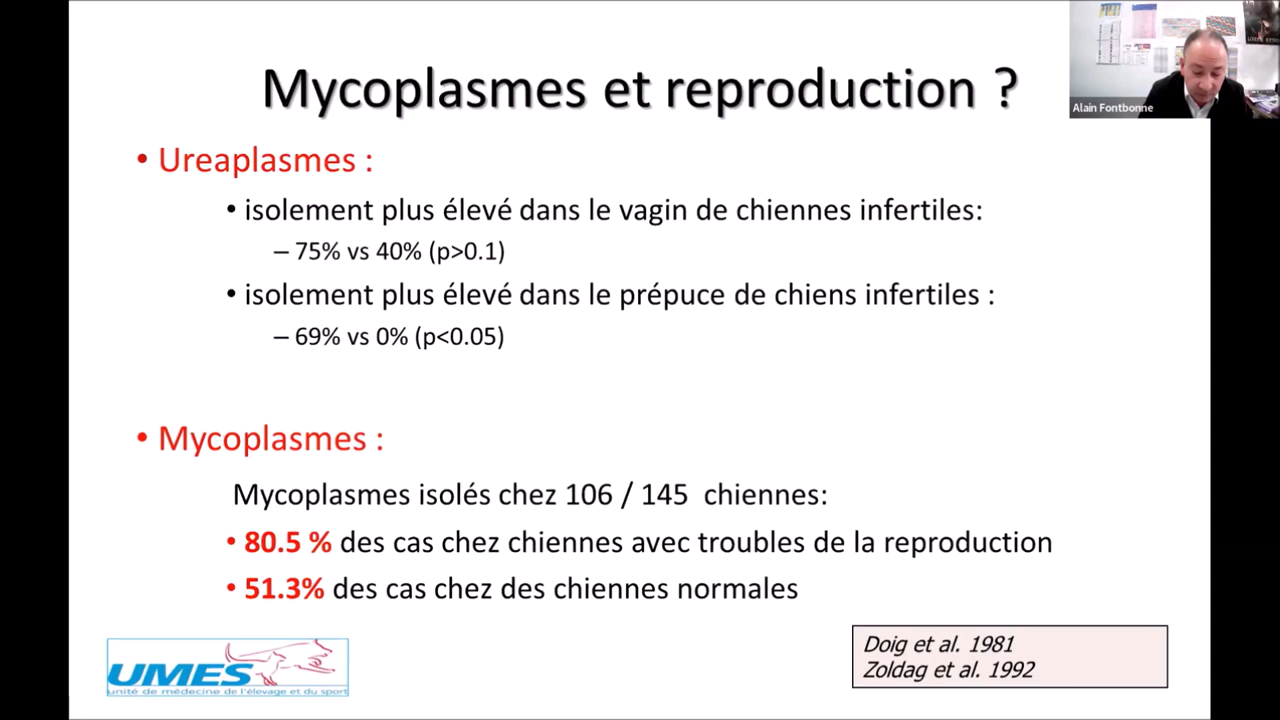 Mycoplasmes et reproduction ?
Alain Fontbonne
• Ureaplasmes :
• isolement plus élevé dans le vagin de chiennes infertiles:
– 75% vs 40% (p>0.1)
• isolement plus élevé dans le prépuce de chiens infertiles :
– 69% vs 0% (p<0.05)
• Mycoplasmes :
Mycoplasmes isolés chez 106 / 145 chiennes:
• 80.5 % des cas chez chiennes avec troubles de la reproduction
• 51.3% des cas chez des chiennes normales
UMES
unité de médecine de l'élevage et du sport
Doig et al. 1981
Zoldag et al. 1992